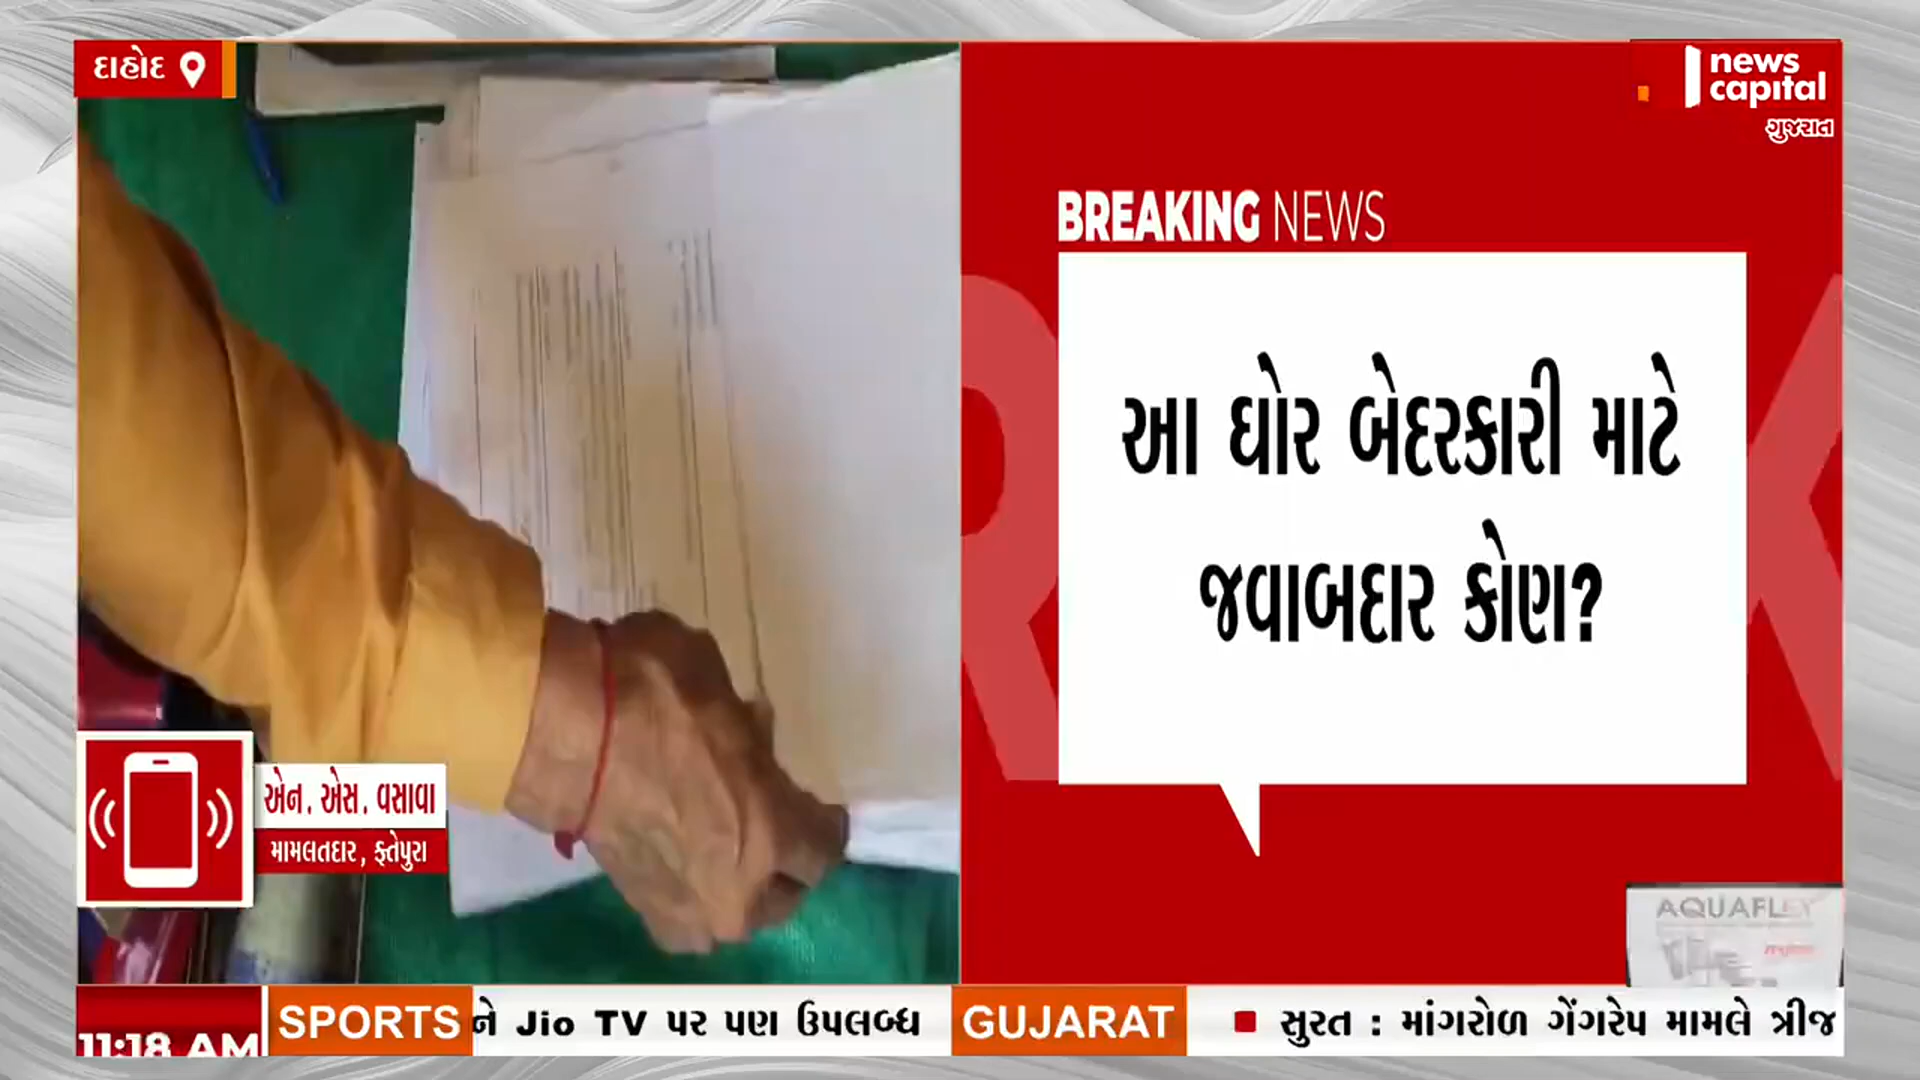 દાહોદ
news
capital
ગુજરાત
BREAKING NEWS
આ ઘોર બેદરકારી માટે
જવાબદાર કોણ?
એન. એસ. વસાવા
મામલતદાર, ફતેપુરા
AQUAFLEX
11:18 AM
SPORTS
ને Jio TV પર પણ ઉપલબ્ધ
GUJARAT
સુરત : માંગરોળ ગેંગરેપ મામલે ત્રીજ